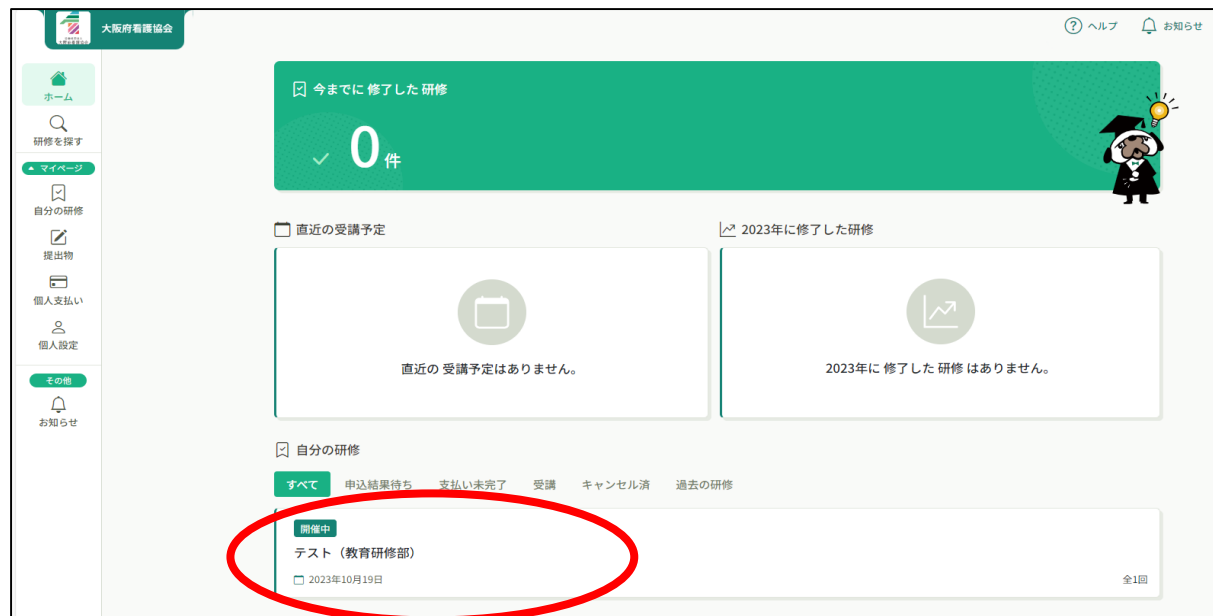 大阪府看護協会
ヘルプ
お知らせ
ホーム
研修を探す
マイページ
自分の研修
提出物
個人支払い
個人設定
その他
お知らせ
今までに 修了した 研修
0件
直近の受講予定
直近の 受講予定はありません。
2023年に修了した研修
2023年に 修了した 研修 はありません。
自分の研修
すべて 申込結果待ち 支払い未完了 受講 キャンセル済 過去の研修
開催中
テスト（教育研修部）
2023年10月19日
全1回